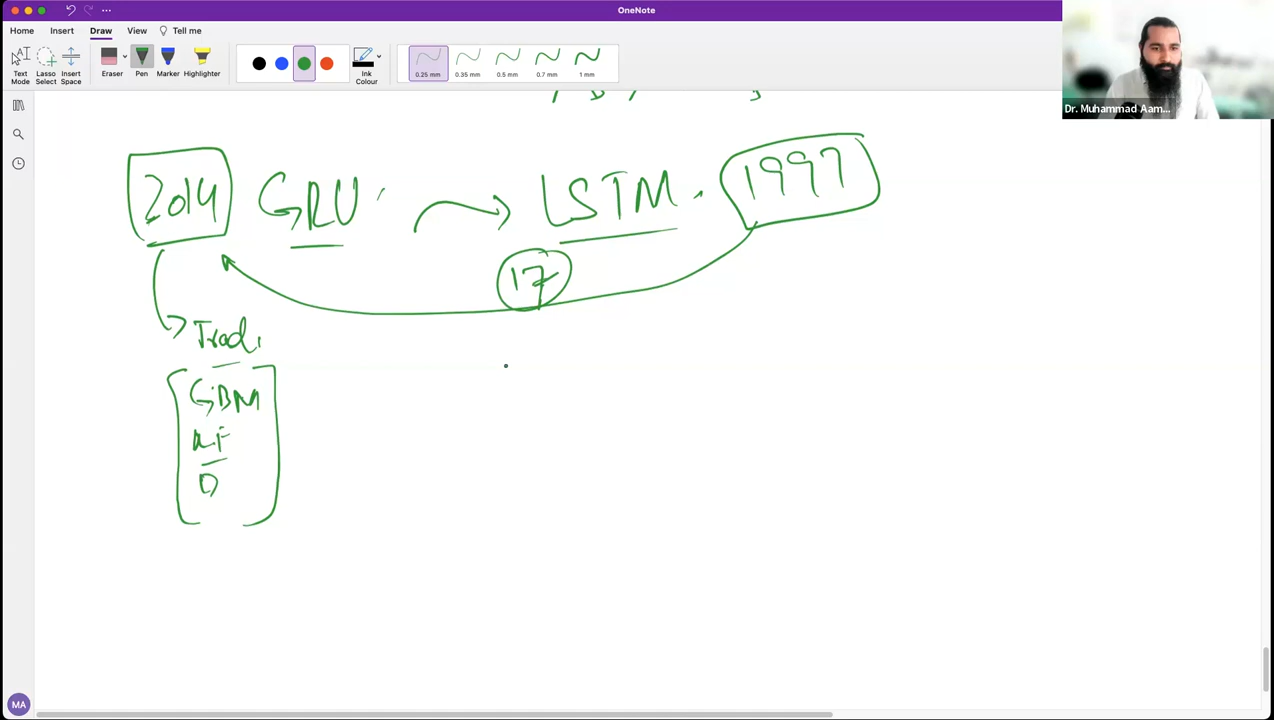 OneNote
Home Insert Draw View Tell me
Text Mode
Lasso Select
Insert Space
Eraser
Pen
Marker
Highlighter
Ink Colour
0.25 mm
0.35 mm
0.5 mm
0.7 mm
1 mm
Dr. Muhammad Aam...
2014 GRU LSTM 1997
17
Trad.
GBM
RF
D
MA